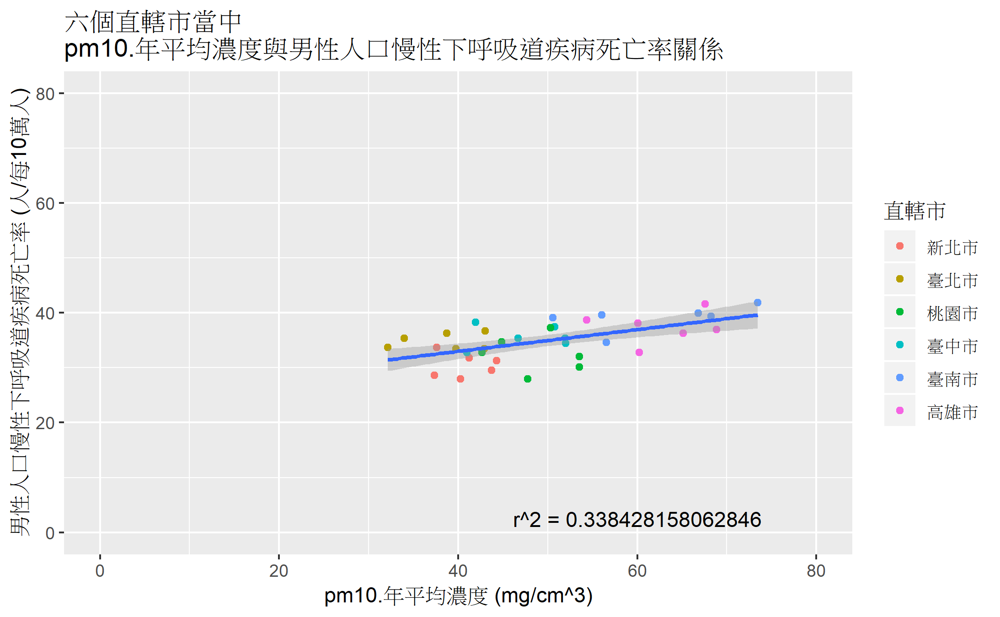 六個直轄市當中
pm10.年平均濃度與男性人口慢性下呼吸道疾病死亡率關係
男性人口慢性下呼吸道疾病死亡率 (人/每10萬人)
80
60
40
20
0
r^2 = 0.338428158062846
0
20
40
60
80
pm10.年平均濃度 (mg/cm^3)
直轄市
新北市
臺北市
桃園市
臺中市
臺南市
高雄市